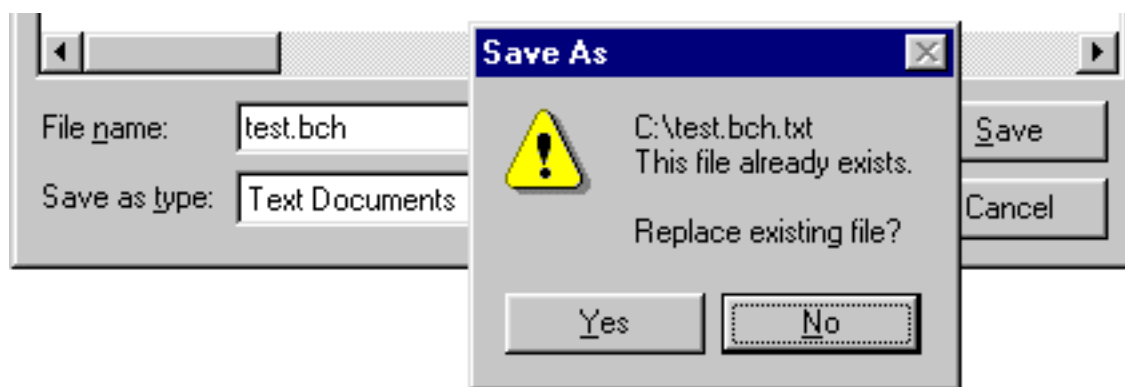 Save As
File name:
test.bch
C:\test.bch.txt
This file already exists.
Save
Save as type:
Text Documents
Replace existing file?
Cancel
Yes
No